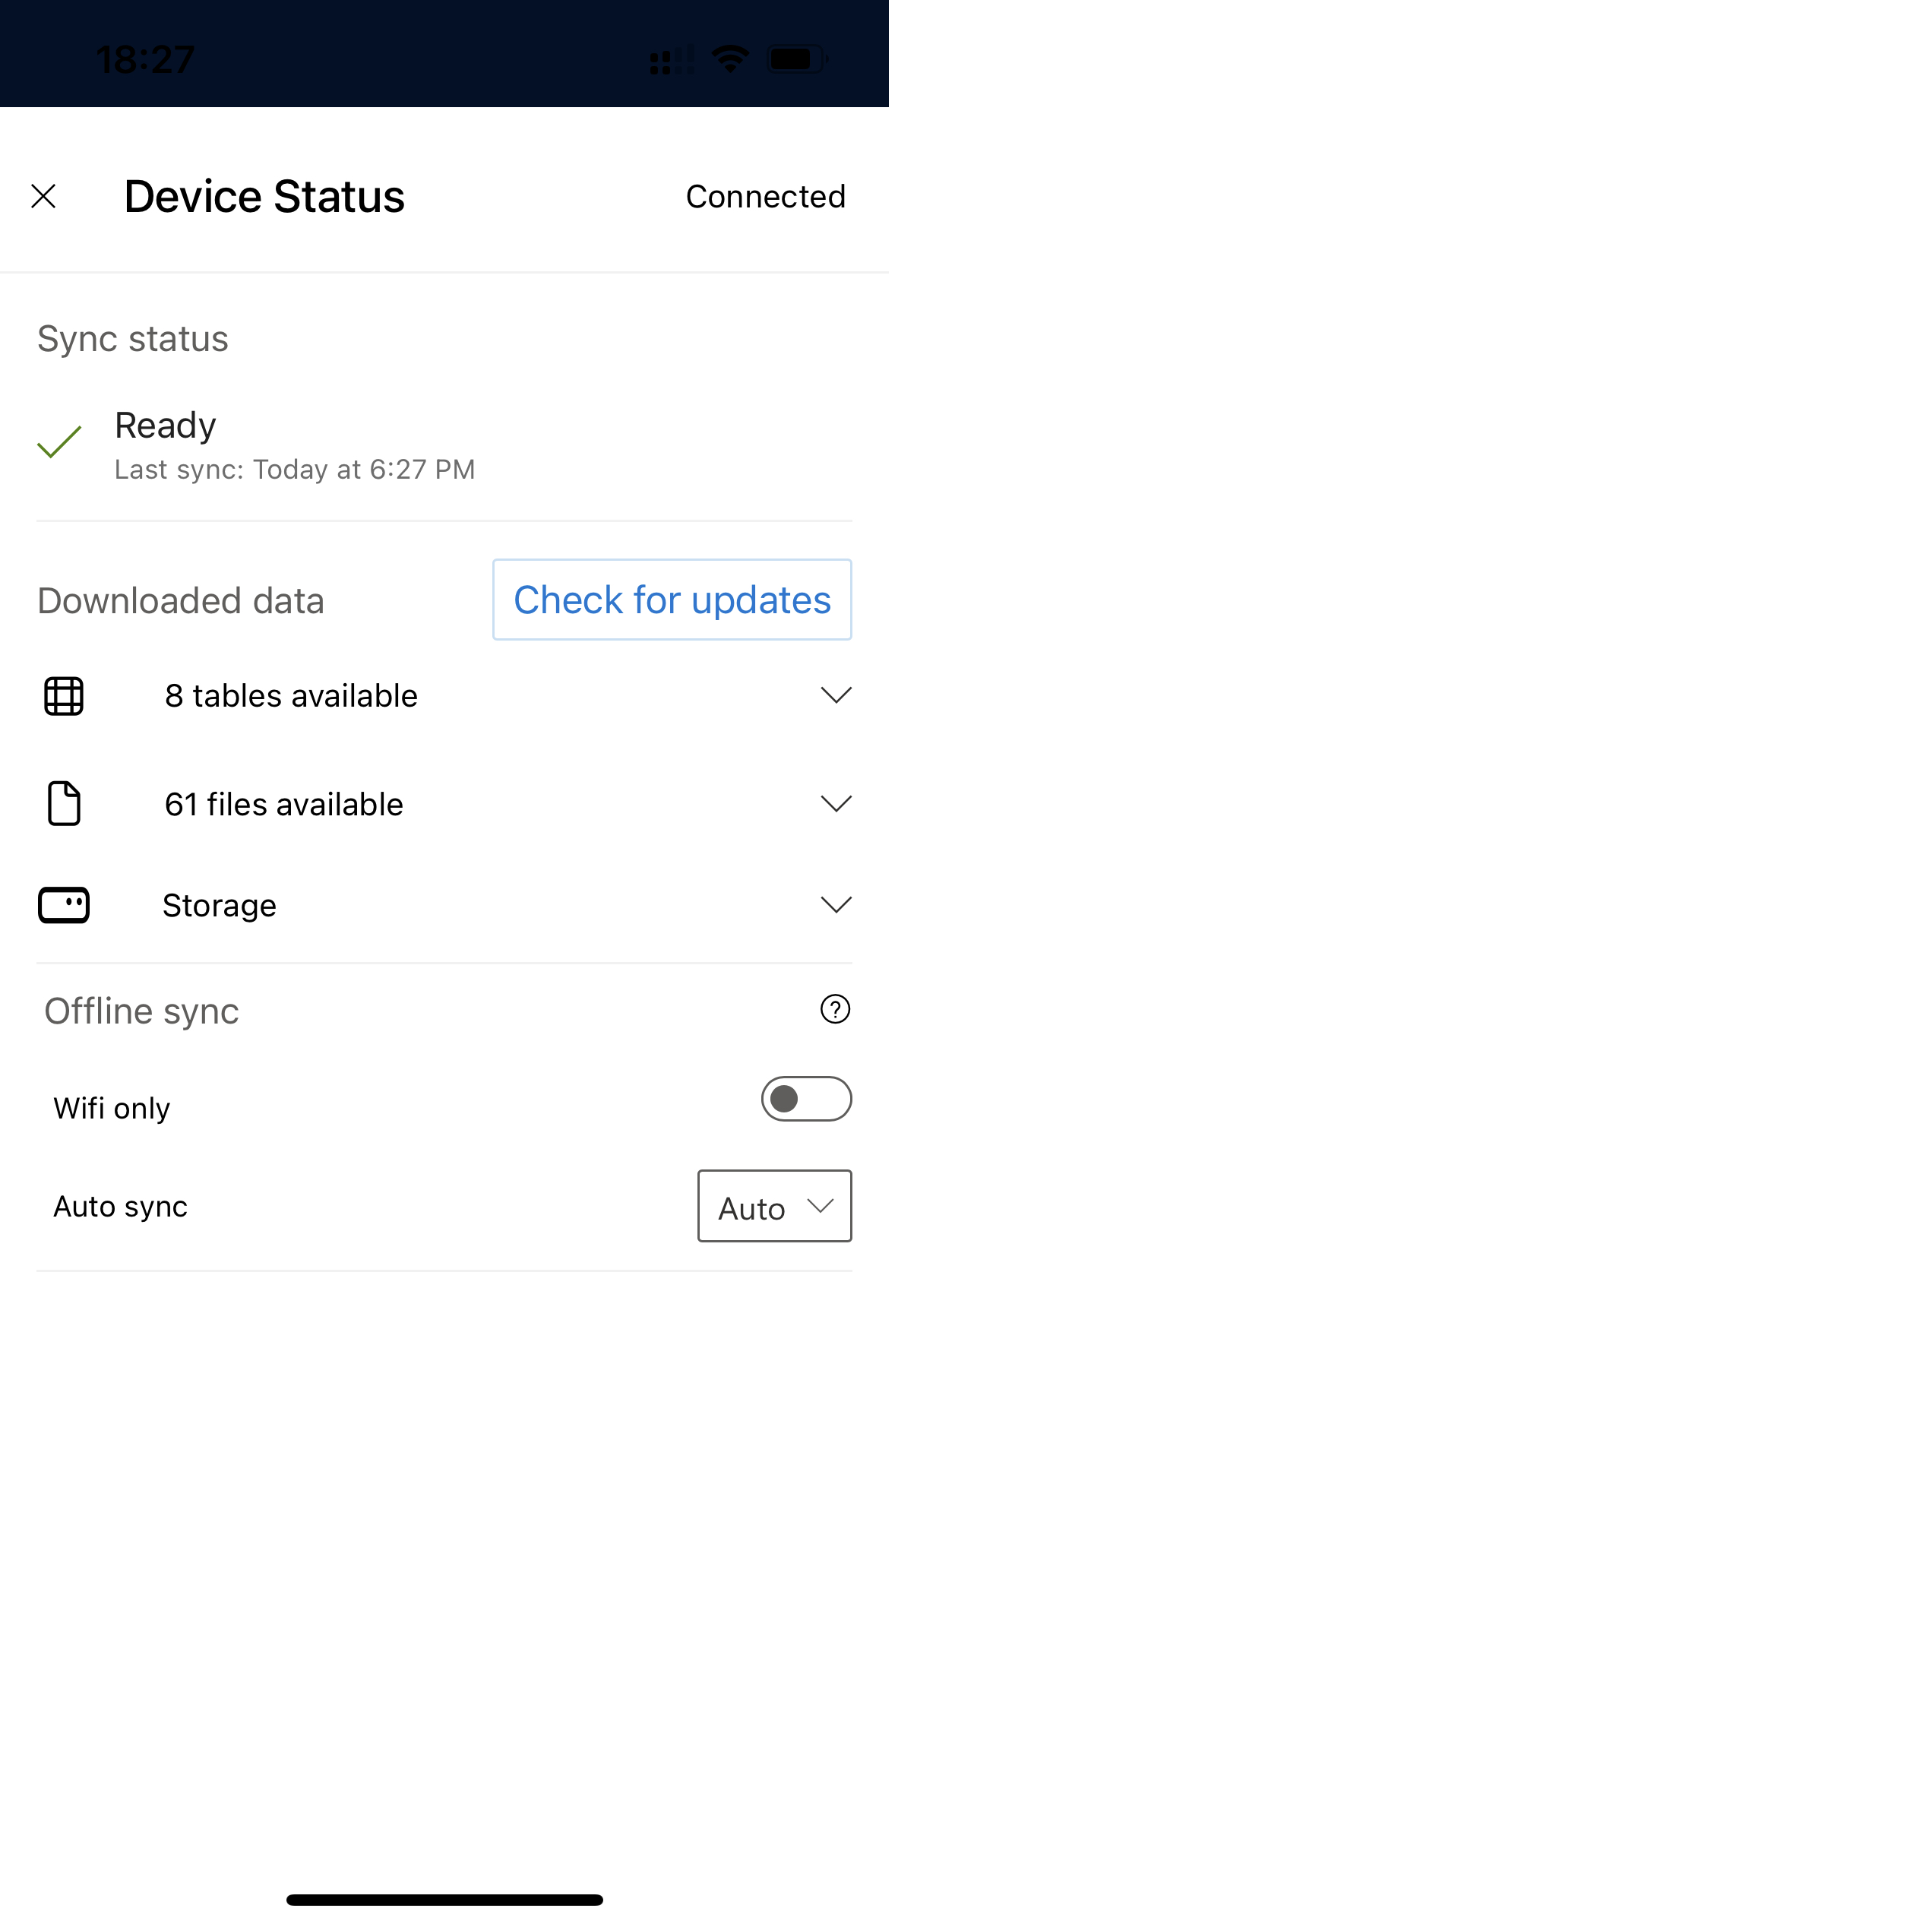 18:27
Device Status
Connected
Sync status
Ready
Last sync: Today at 6:27 PM
Downloaded data
Check for updates
8 tables available
61 files available
Storage
Offline sync
Wifi only
Auto sync
Auto